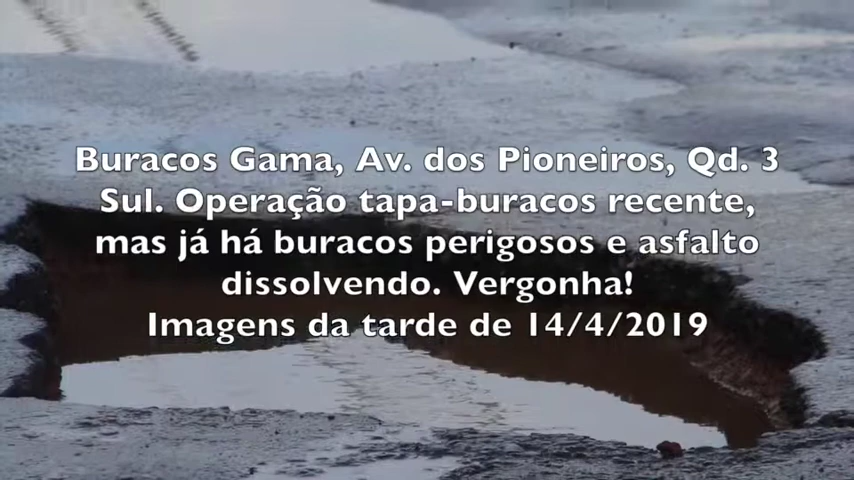 Buracos Gama, Av. dos Pioneiros, Qd. 3
Sul. Operação tapa-buracos recente,
mas já há buracos perigosos e asfalto
dissolvendo. Vergonha!
Imagens da tarde de 14/4/2019